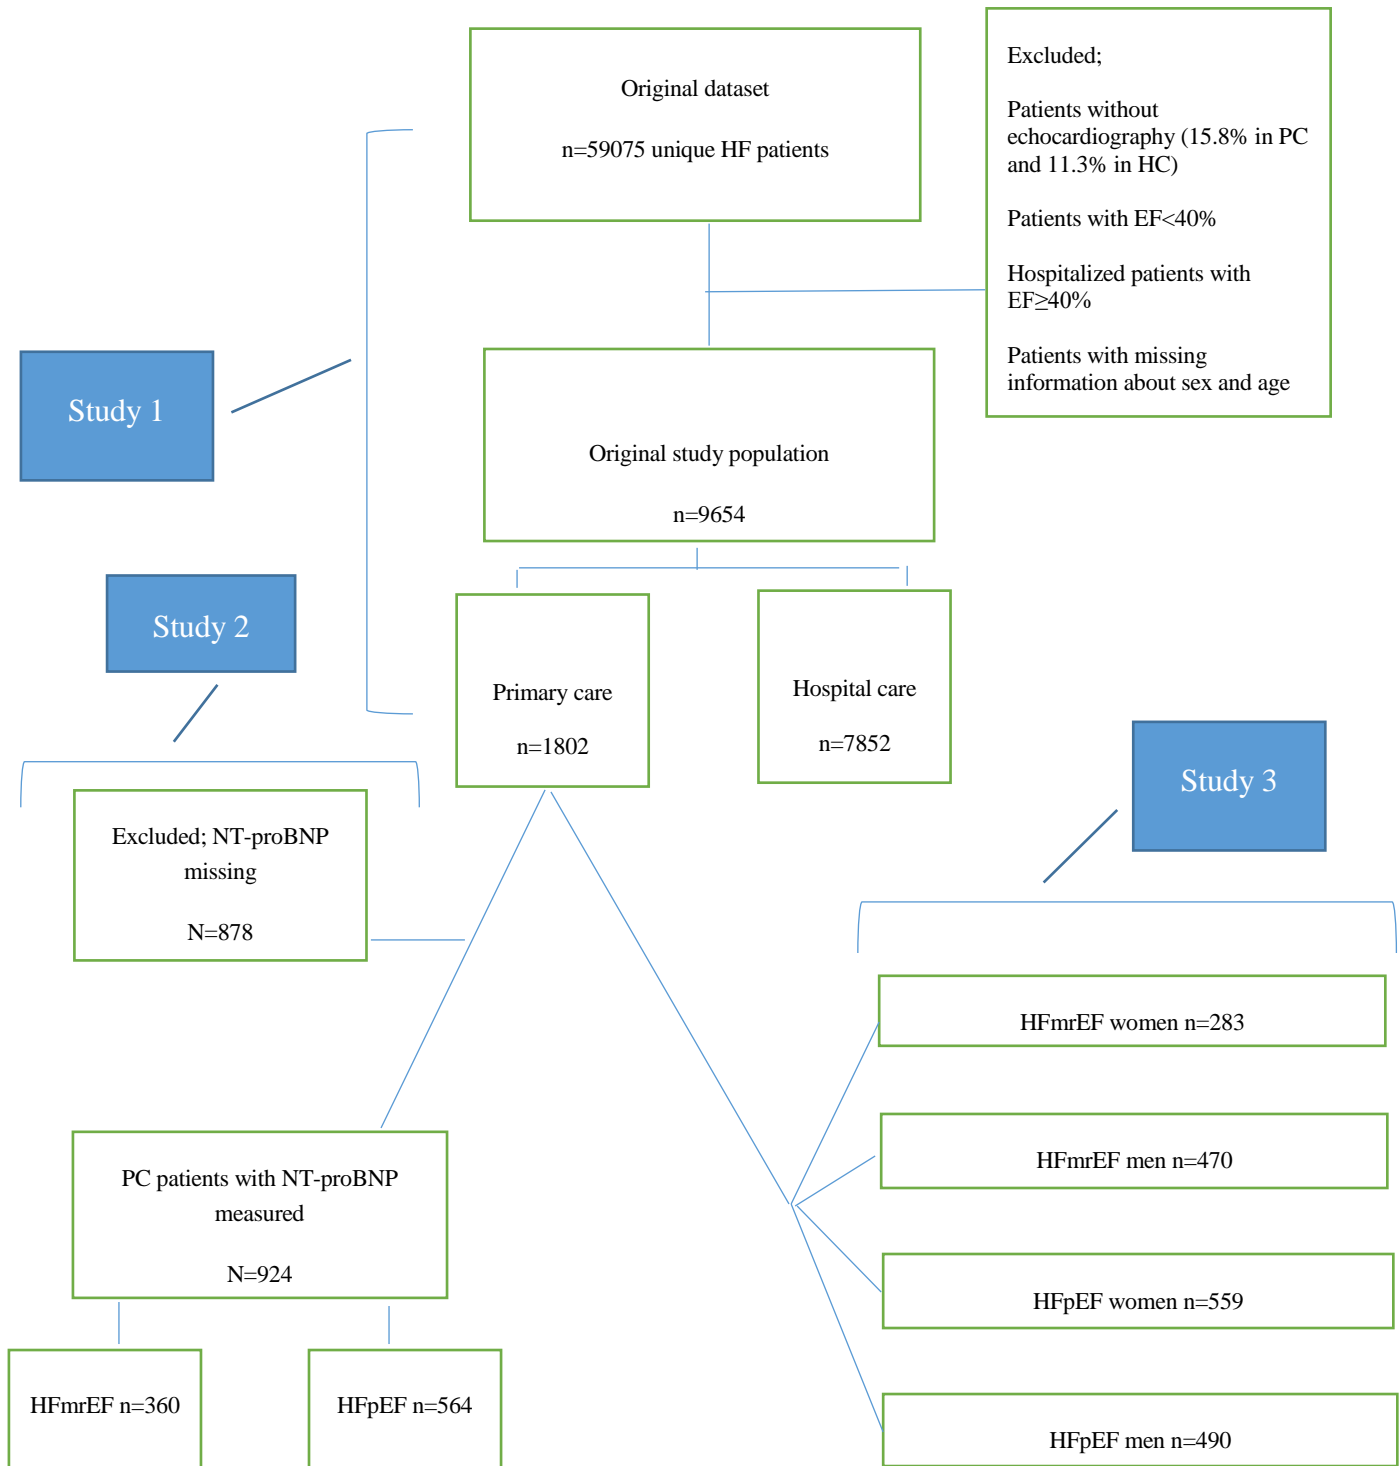 Original dataset
n=59075 unique HF patients
Excluded;
Patients without
echocardiography (15.8% in PC
and 11.3% in HC)
Patients with EF<40%
Hospitalized patients with
EF≥40%
Patients with missing
information about sex and age
Study 1
Original study population
n=9654
Study 2
Primary care
n=1802
Hospital care
n=7852
Study 3
Excluded; NT-proBNP
missing
N=878
HFmrEF women n=283
HFmrEF men n=470
HFpEF women n=559
HFpEF men n=490
PC patients with NT-proBNP
measured
N=924
HFmrEF n=360
HFpEF n=564